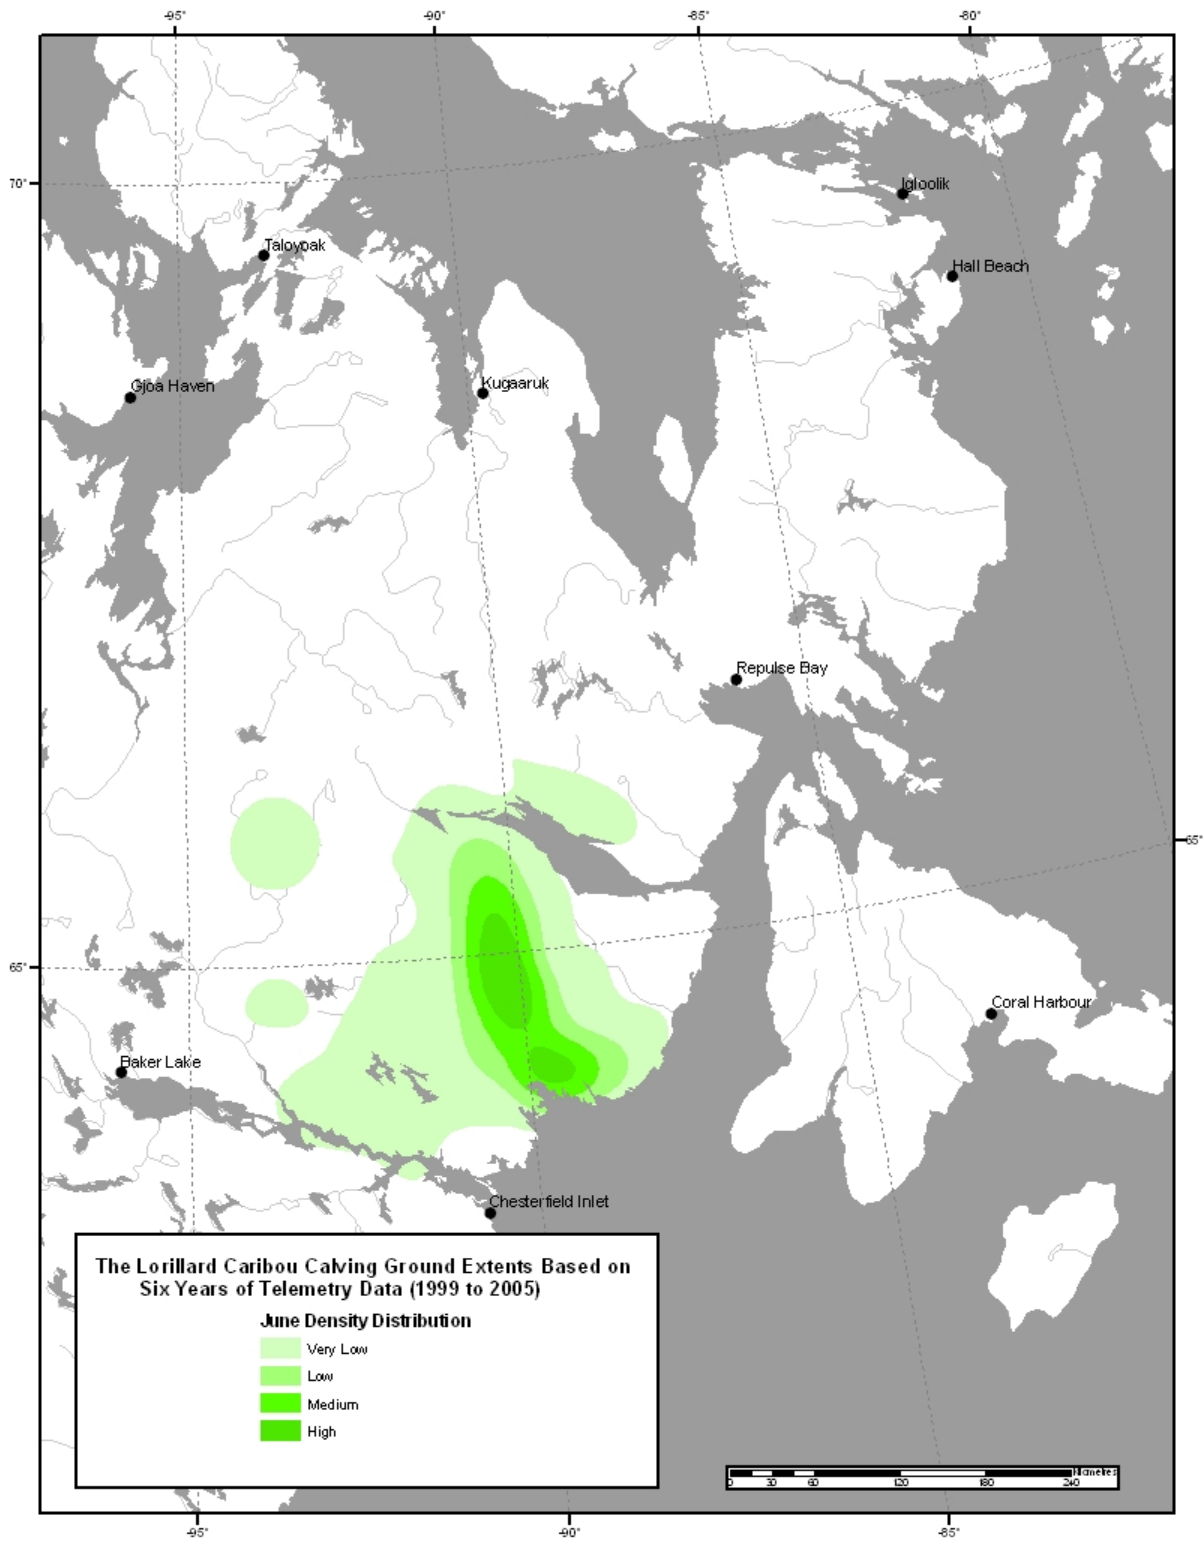 -95° -90° -85° -80°
70°
Igloolik
Taloyoak
Hall Beach
Gjoa Haven
Kugaaruk
Repulse Bay
65°
65°
Coral Harbour
Baker Lake
Chesterfield Inlet
The Lorillard Caribou Calving Ground Extents Based on
Six Years of Telemetry Data (1999 to 2005)
June Density Distribution
Very Low
Low
Medium
High
Kilometres
0 30 60 120 180 240
-95° -90° -85°